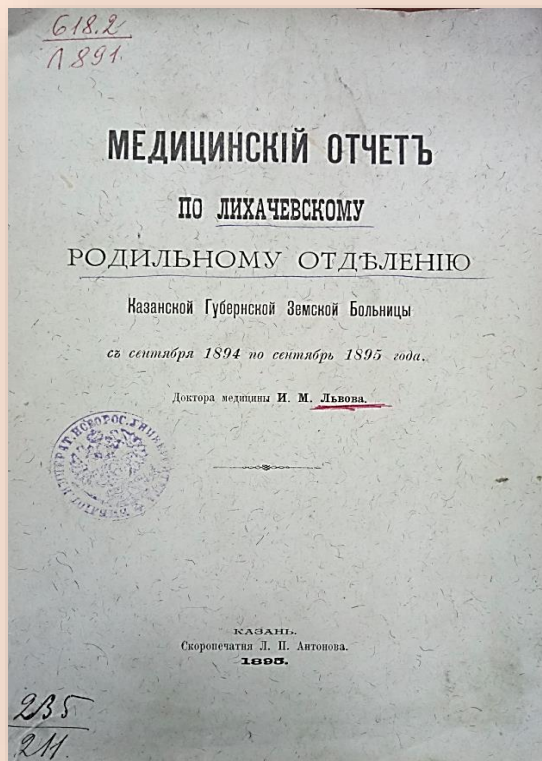 618.2
Л891.
МЕДИЦИНСКІЙ ОТЧЕТЪ
ПО ЛИХАЧЕВСКОМУ
РОДИЛЬНОМУ ОТДѢЛЕНІЮ
Казанской Губернской Земской Больницы
съ сентября 1894 по сентябрь 1895 года.
Доктора медицины И. М. Львова.
КАЗАНЬ.
Скоропечатня Л. П. Антонова.
1895.
235
211.